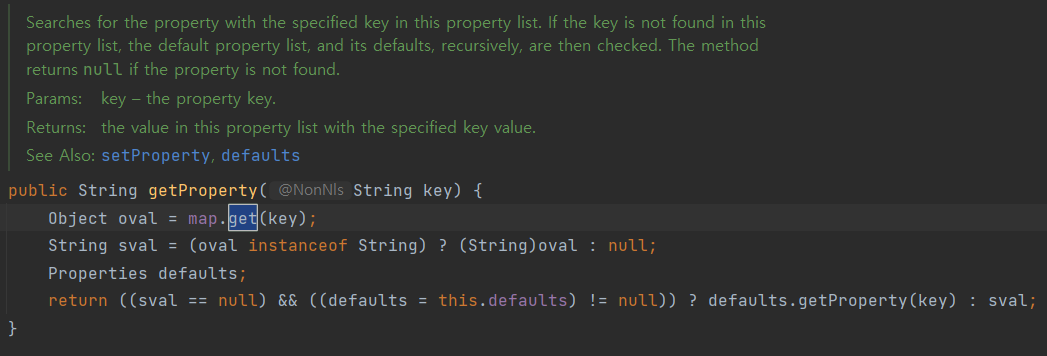 Searches for the property with the specified key in this property list. If the key is not found in this
property list, the default property list, and its defaults, recursively, are then checked. The method
returns null if the property is not found.
Params: key – the property key.
Returns: the value in this property list with the specified key value.
See Also: setProperty, defaults
public String getProperty( @NonNls String key) {
    Object oval = map.get(key);
    String sval = (oval instanceof String) ? (String)oval : null;
    Properties defaults;
    return ((sval == null) && ((defaults = this.defaults) != null)) ? defaults.getProperty(key) : sval;
}